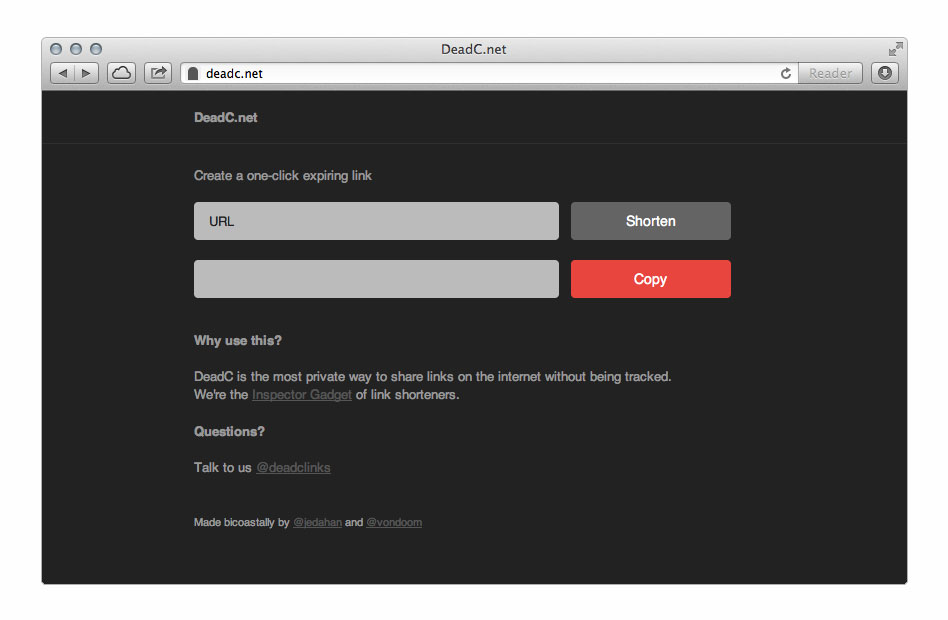 DeadC.net
deadc.net
Reader
DeadC.net
Create a one-click expiring link
URL
Shorten
Copy
Why use this?
DeadC is the most private way to share links on the internet without being tracked.
We're the Inspector Gadget of link shorteners.
Questions?
Talk to us @deadclinks
Made bicoastally by @jedahan and @vondoom